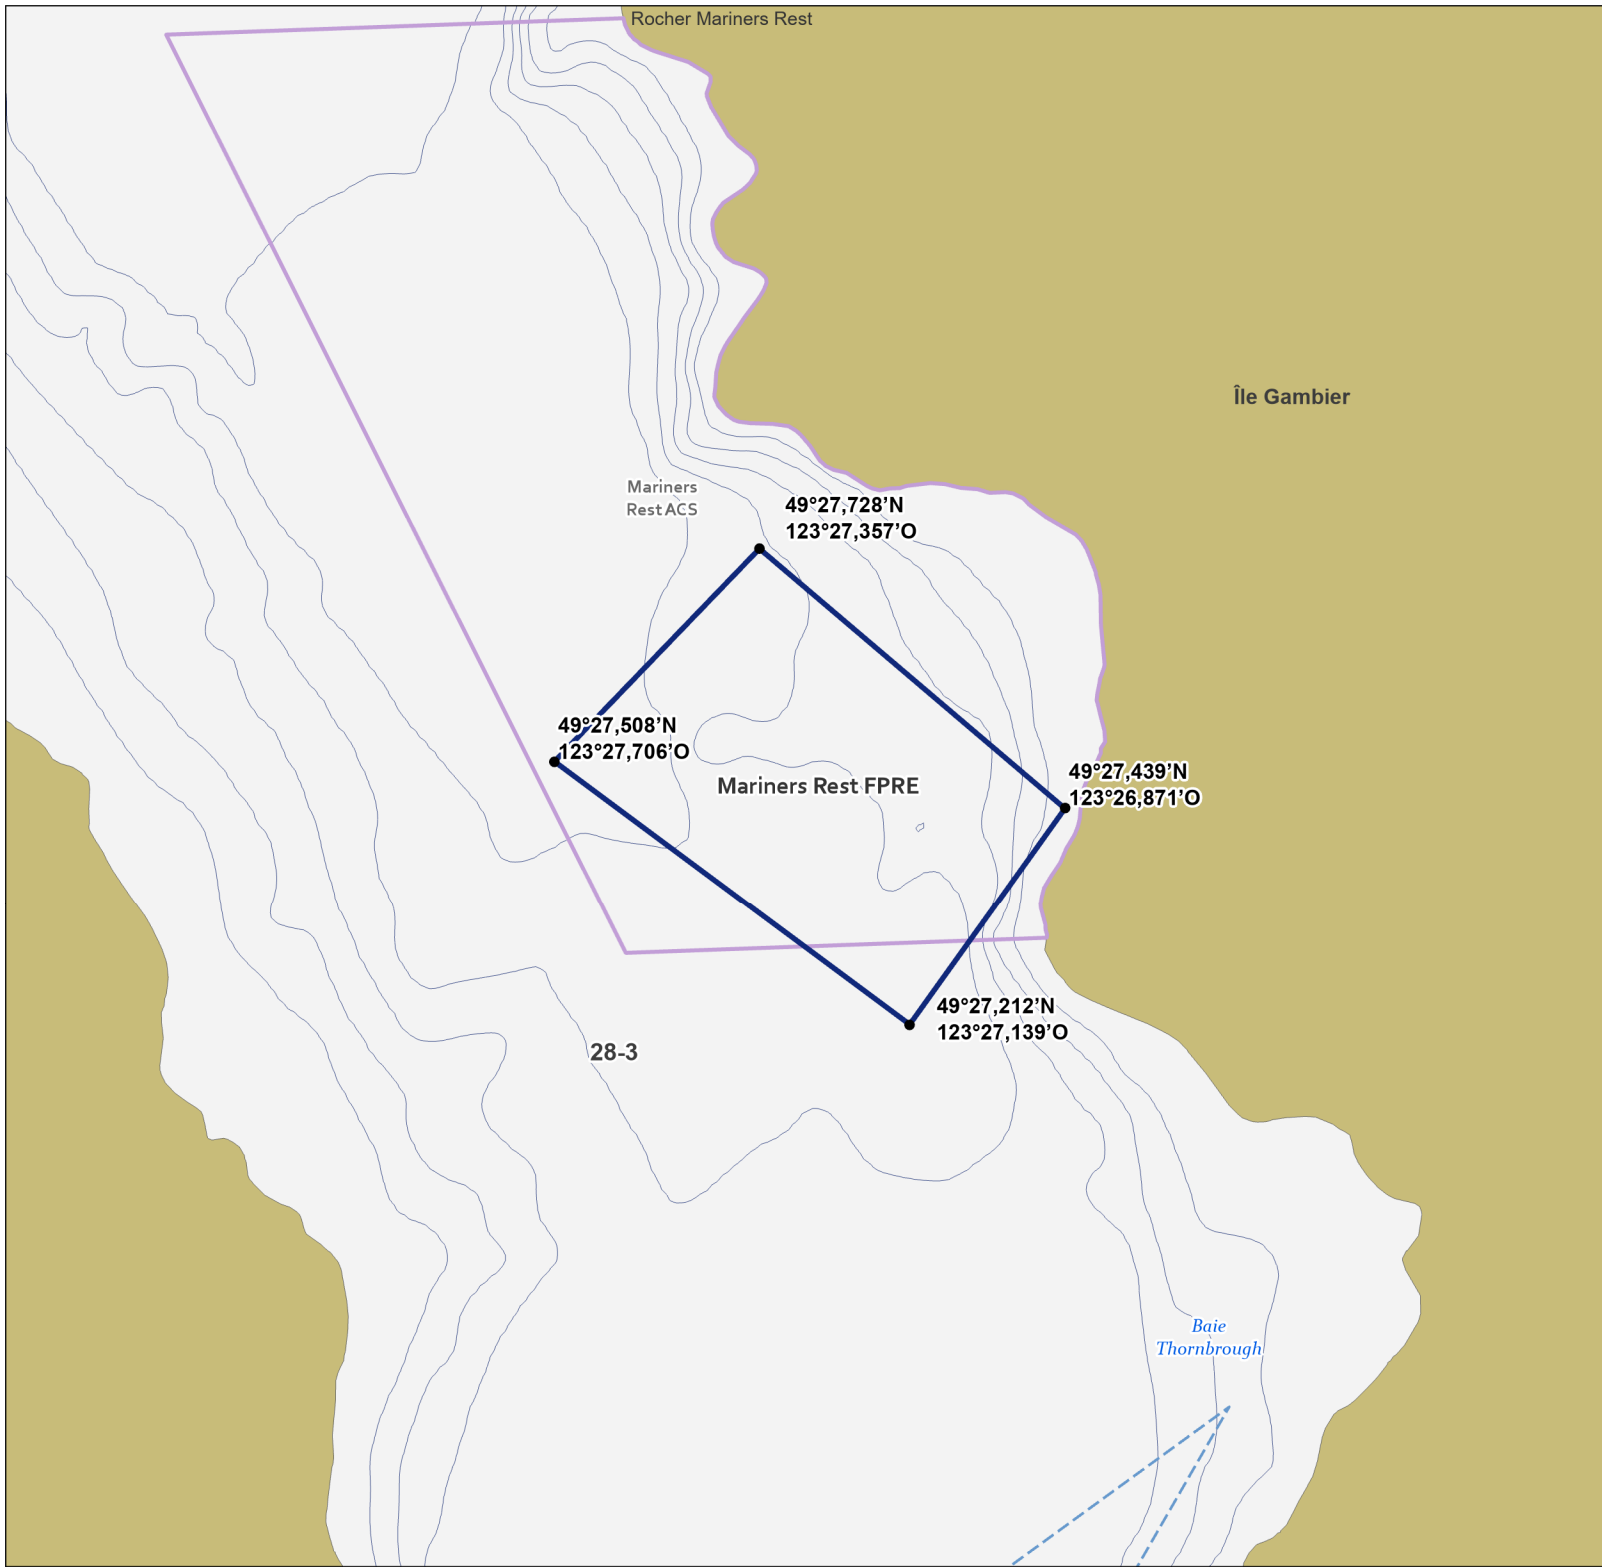 Rocher Mariners Rest
Île Gambier
Mariners
Rest ACS
49°27,728’N
123°27,357’O
49°27,508’N
123°27,706’O
49°27,439’N
123°26,871’O
Mariners Rest FPRE
49°27,212’N
123°27,139’O
28-3
Baie
Thornbrough